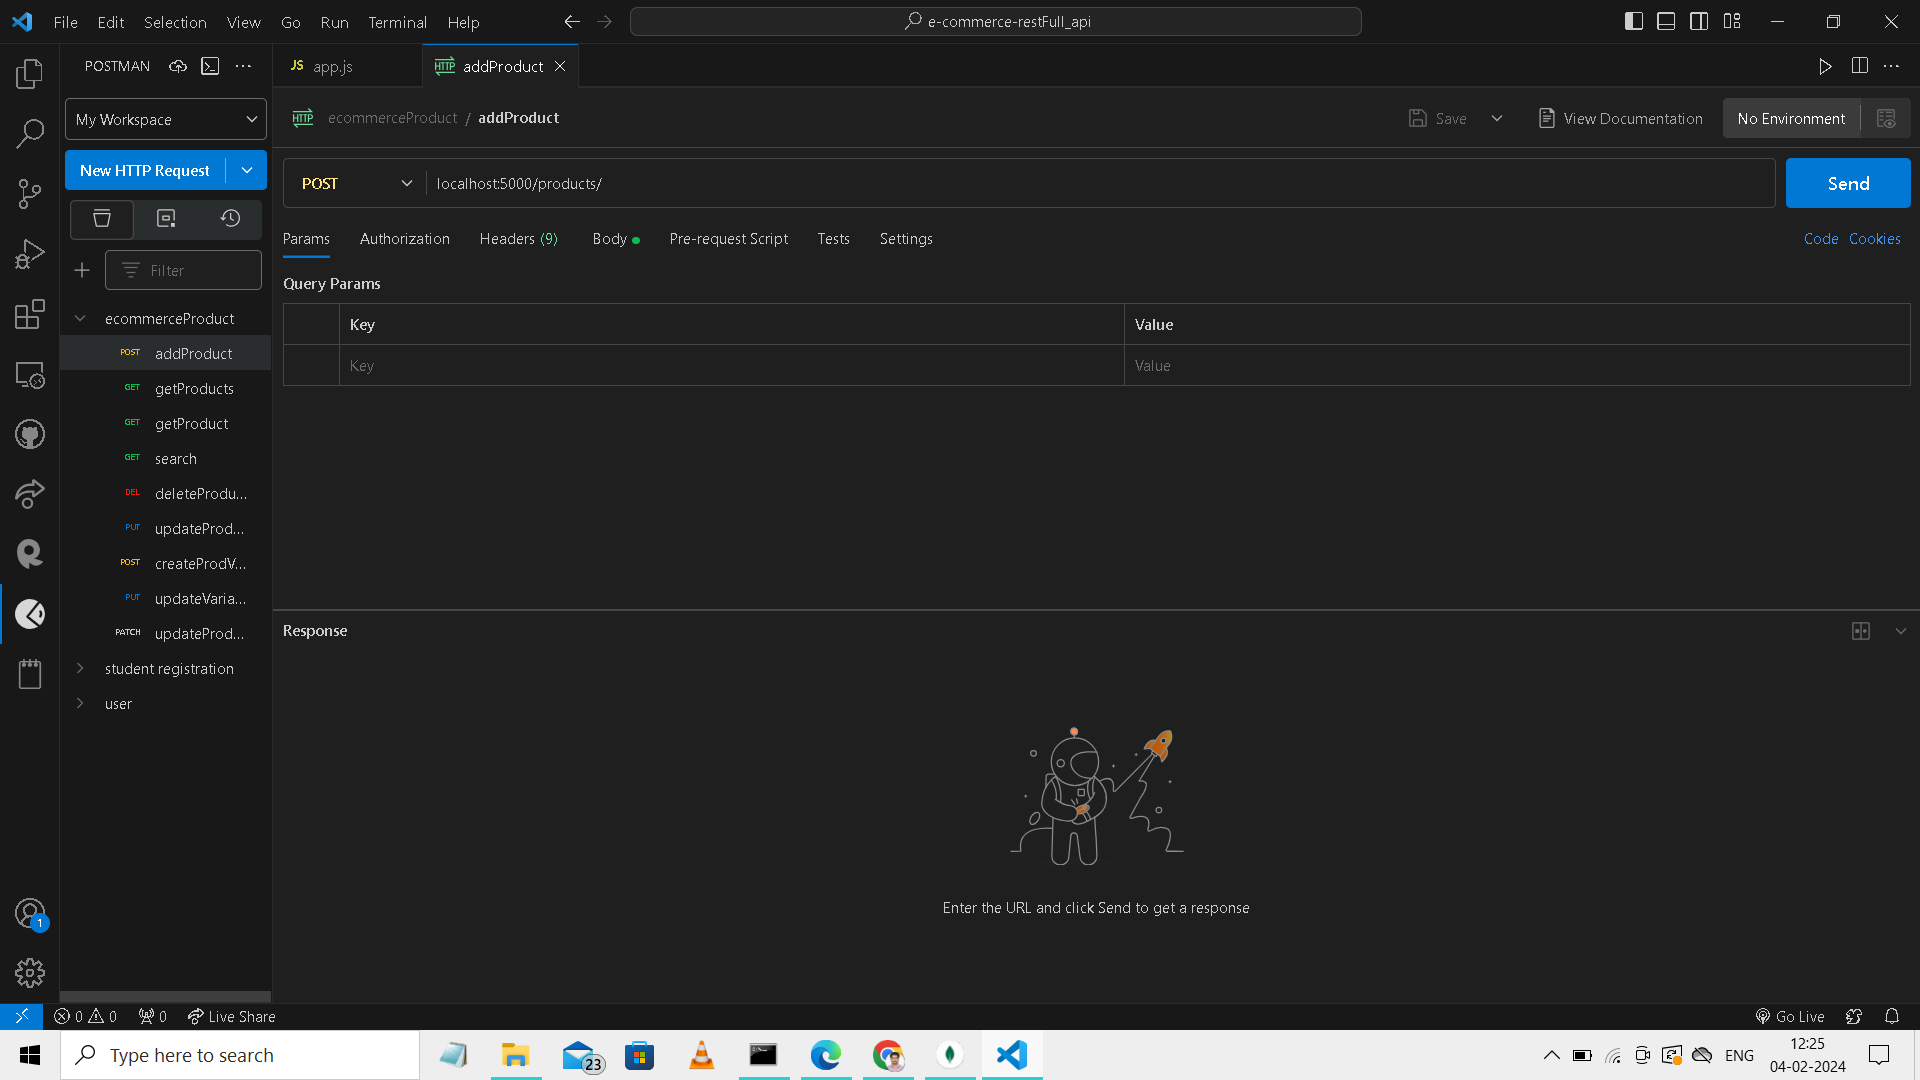 File Edit Selection View Go Run Terminal Help
e-commerce-restFull_api
POSTMAN
JS app.js
HTTP addProduct
My Workspace
HTTP ecommerceProduct / addProduct
Save
View Documentation
No Environment
New HTTP Request
POST localhost:5000/products/
Send
Params Authorization Headers (9) Body Pre-request Script Tests Settings
Code Cookies
Filter
Query Params
Key Value
Key Value
ecommerceProduct
POST addProduct
GET getProducts
GET getProduct
GET search
DEL deleteProdu...
PUT updateProd...
POST createProdV...
PUT updateVaria...
PATCH updateProd...
student registration
user
Response
Enter the URL and click Send to get a response
1
0 0 0 Live Share
Go Live
Type here to search
23
ENG
12:25
04-02-2024